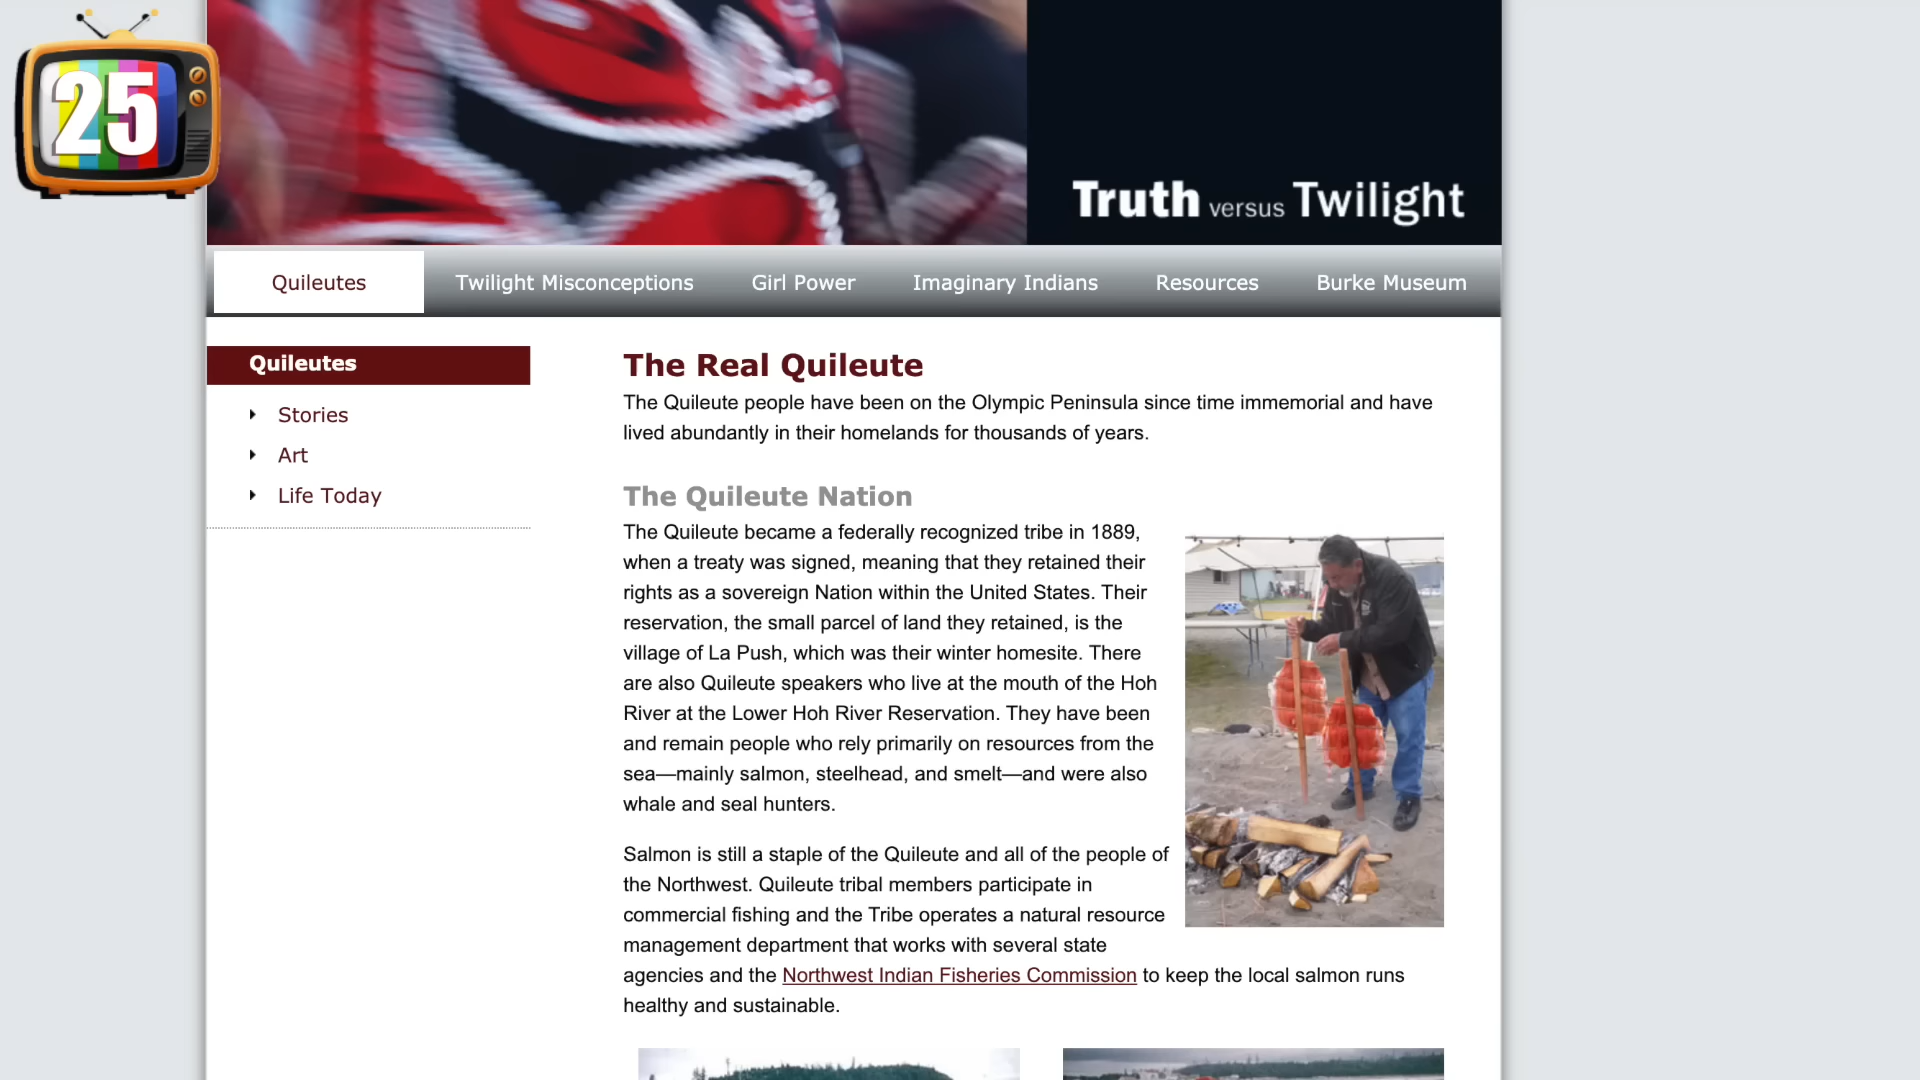 25
Truth versus Twilight
Quileutes Twilight Misconceptions Girl Power Imaginary Indians Resources Burke Museum
Quileutes
Stories
Art
Life Today
The Real Quileute
The Quileute people have been on the Olympic Peninsula since time immemorial and have
lived abundantly in their homelands for thousands of years.
The Quileute Nation
The Quileute became a federally recognized tribe in 1889,
when a treaty was signed, meaning that they retained their
rights as a sovereign Nation within the United States. Their
reservation, the small parcel of land they retained, is the
village of La Push, which was their winter homesite. There
are also Quileute speakers who live at the mouth of the Hoh
River at the Lower Hoh River Reservation. They have been
and remain people who rely primarily on resources from the
sea—mainly salmon, steelhead, and smelt—and were also
whale and seal hunters.
Salmon is still a staple of the Quileute and all of the people of
the Northwest. Quileute tribal members participate in
commercial fishing and the Tribe operates a natural resource
management department that works with several state
agencies and the Northwest Indian Fisheries Commission to keep the local salmon runs
healthy and sustainable.